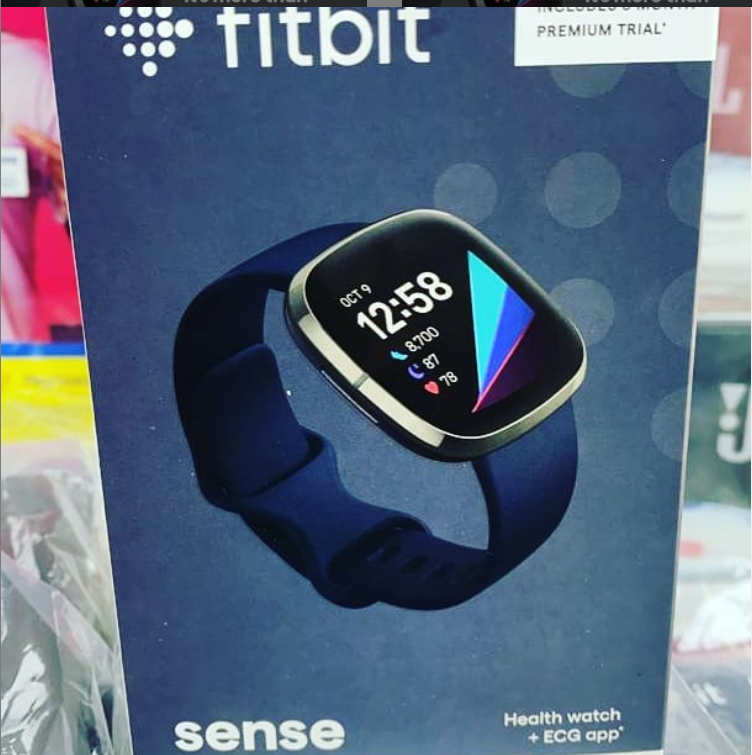 fitbit
PREMIUM TRIAL*
OCT 9
12:58
8,700
87
78
sense
Health watch
+ ECG app*